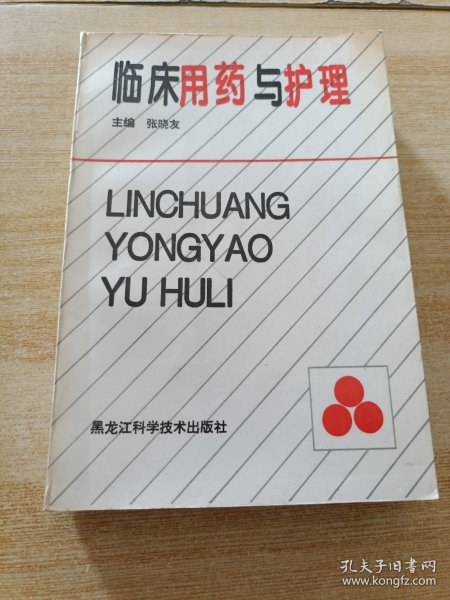 临床用药与护理
主编 张晓友
LINCHUANG
YONGYAO
YU HULI
黑龙江科学技术出版社
孔夫子旧书网
www.kongfz.com